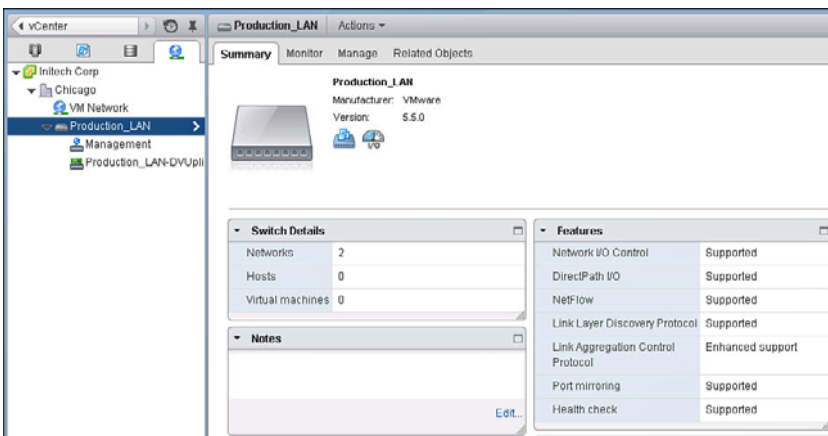 vCenter
Production_LAN Actions
Summary Monitor Manage Related Objects
Initech Corp
Chicago
VM Network
Production_LAN
Management
Production_LAN-DVUpli
Production_LAN
Manufacturer: VMware
Version: 5.5.0
I/O
Switch Details
Networks 2
Hosts 0
Virtual machines 0
Notes
Edit...
Features
Network I/O Control Supported
DirectPath I/O Supported
NetFlow Supported
Link Layer Discovery Protocol Supported
Link Aggregation Control Enhanced support
Protocol
Port mirroring Supported
Health check Supported